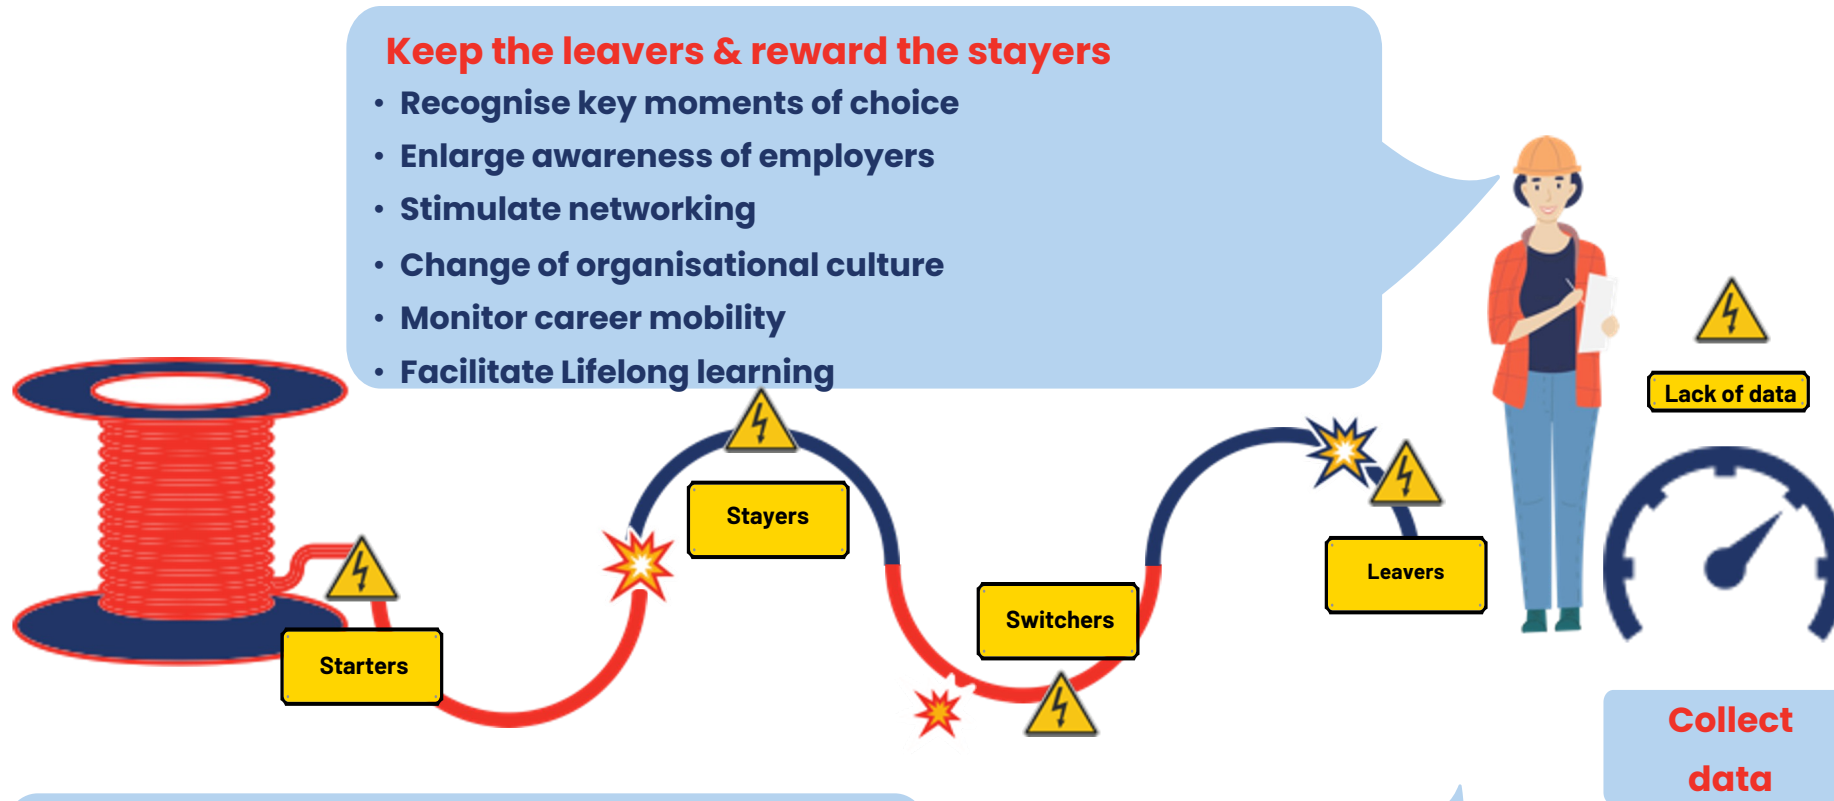 Keep the leavers & reward the stayers
• Recognise key moments of choice
• Enlarge awareness of employers
• Stimulate networking
• Change of organisational culture
• Monitor career mobility
• Facilitate Lifelong learning
Lack of data
Stayers
Leavers
Switchers
Starters
Collect
data